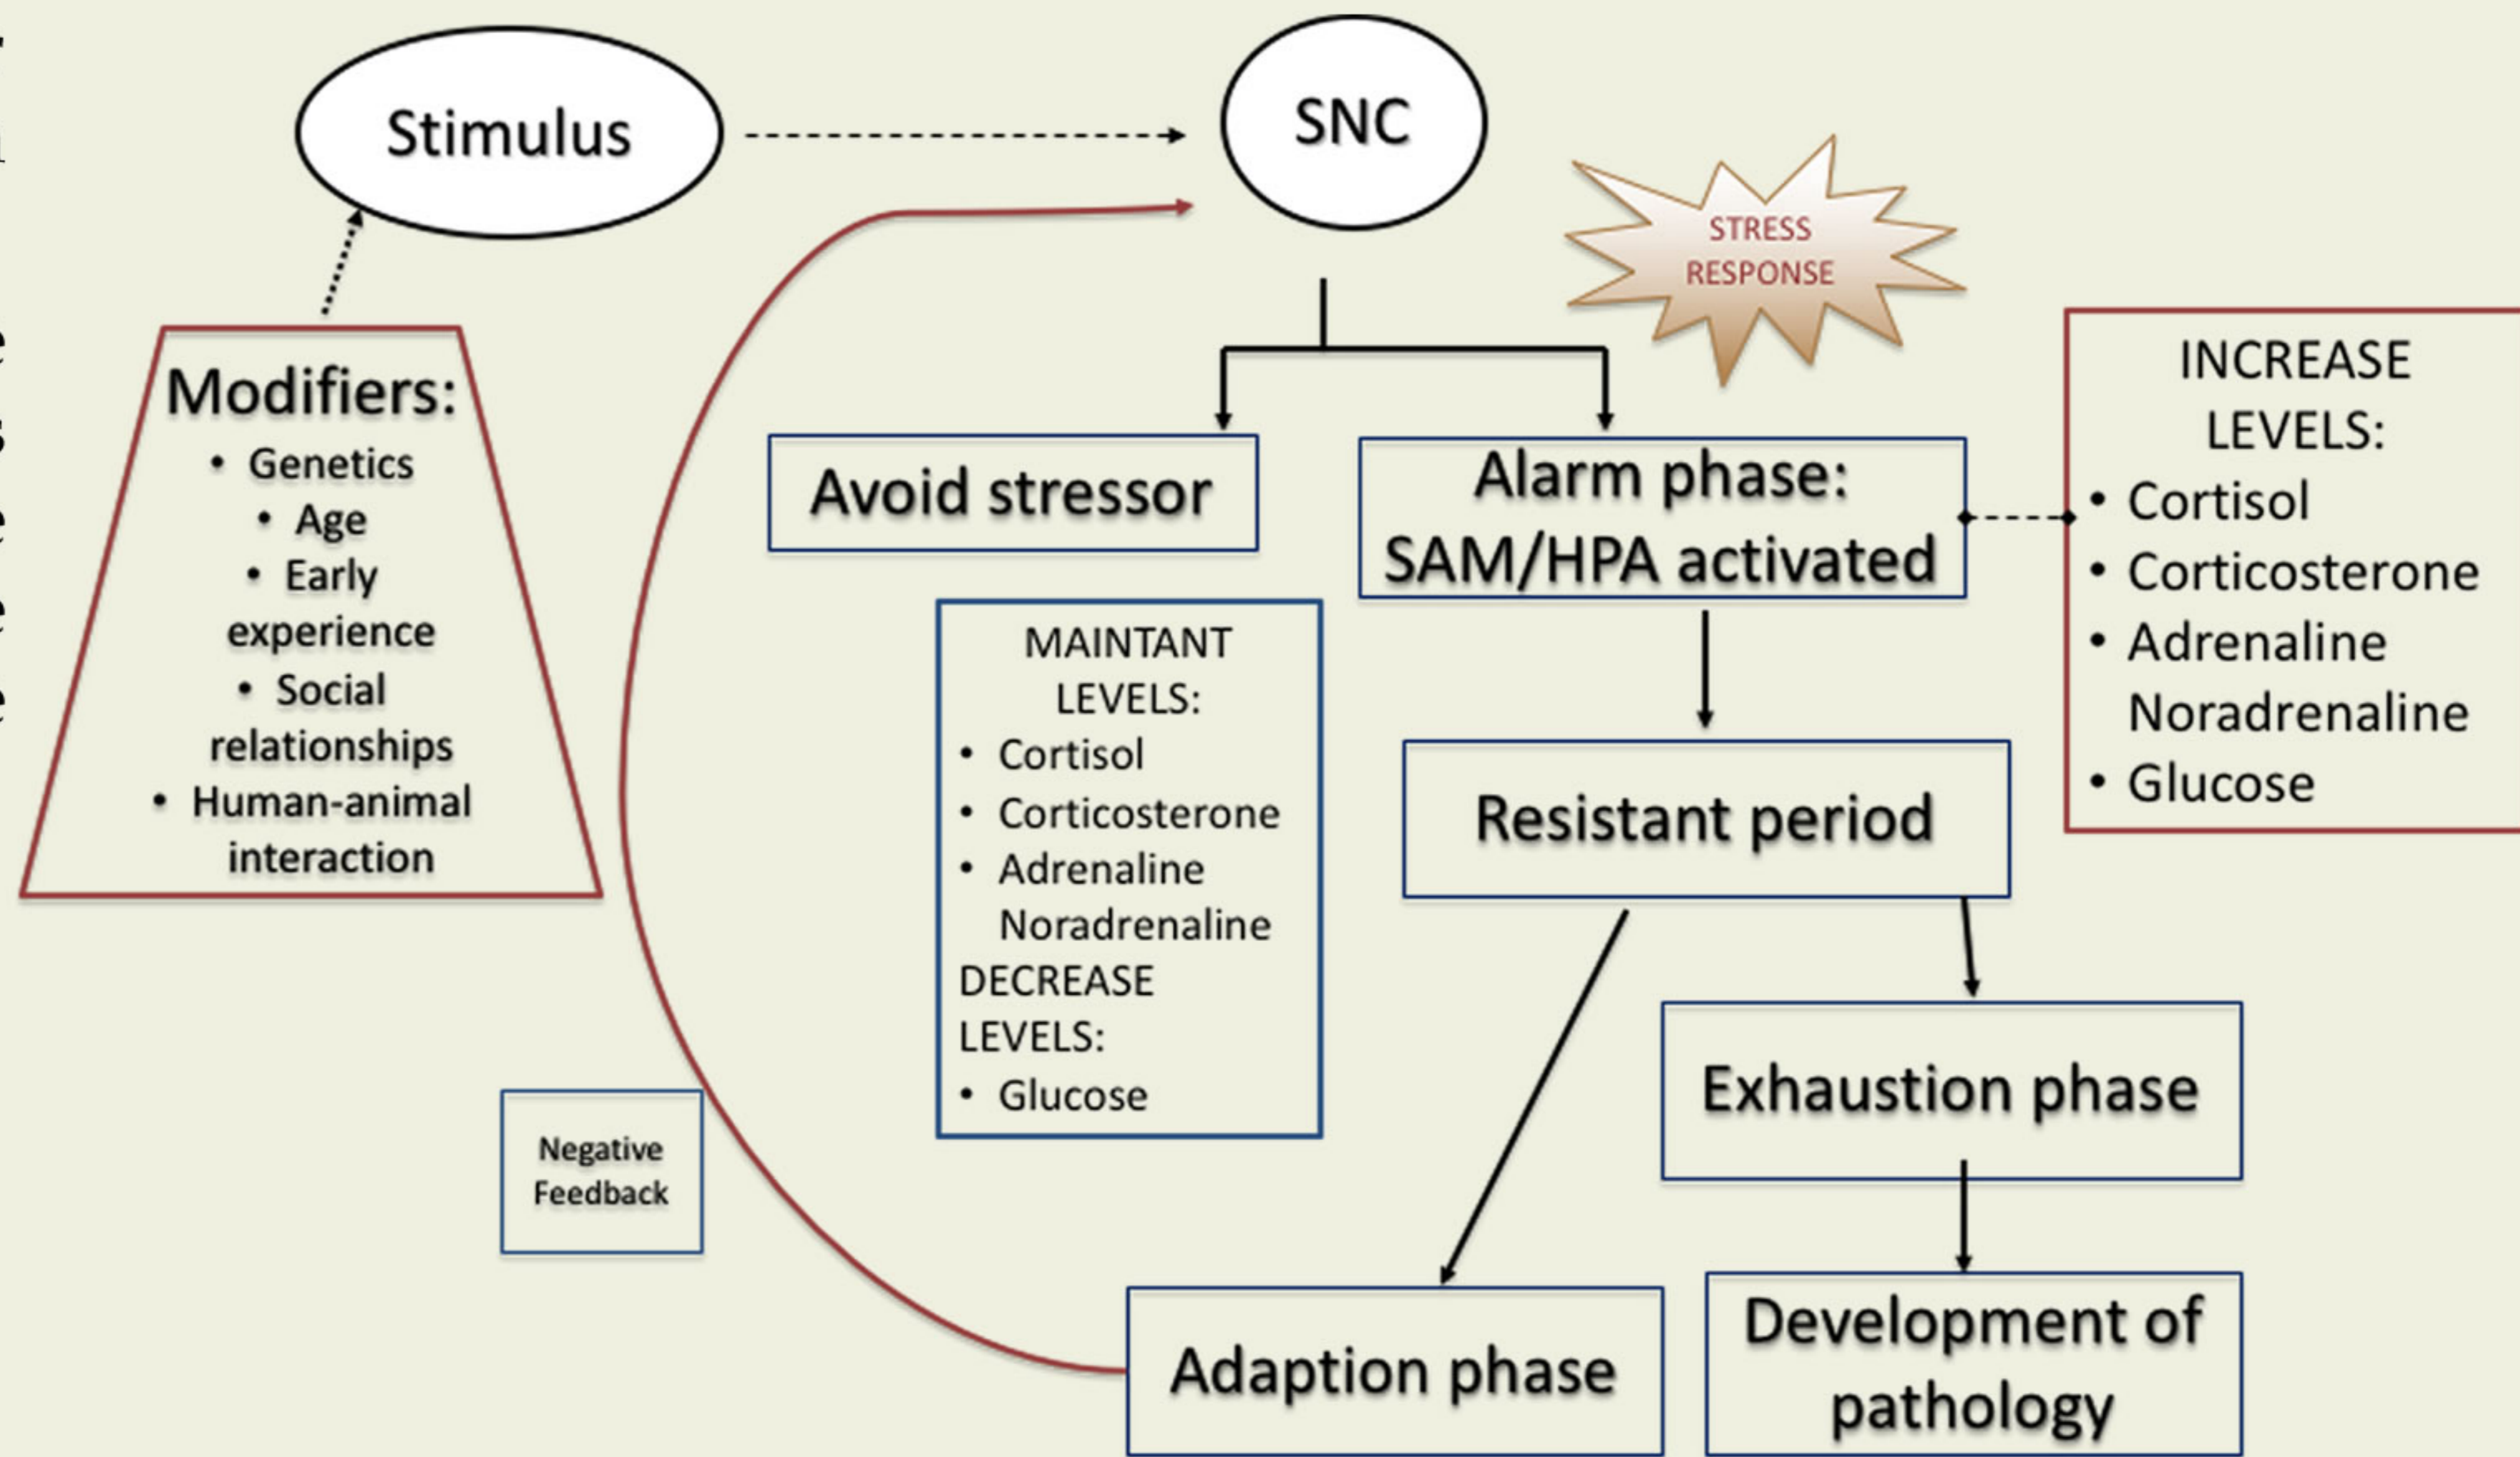 Stimulus
SNC
STRESS
RESPONSE
Modifiers:
• Genetics
• Age
• Early
experience
• Social
relationships
• Human-animal
interaction
Avoid stressor
Alarm phase:
SAM/HPA activated
INCREASE
LEVELS:
• Cortisol
• Corticosterone
• Adrenaline
Noradrenaline
• Glucose
MAINTANT
LEVELS:
• Cortisol
• Corticosterone
• Adrenaline
Noradrenaline
DECREASE
LEVELS:
• Glucose
Resistant period
Exhaustion phase
Negative
Feedback
Adaption phase
Development of
pathology